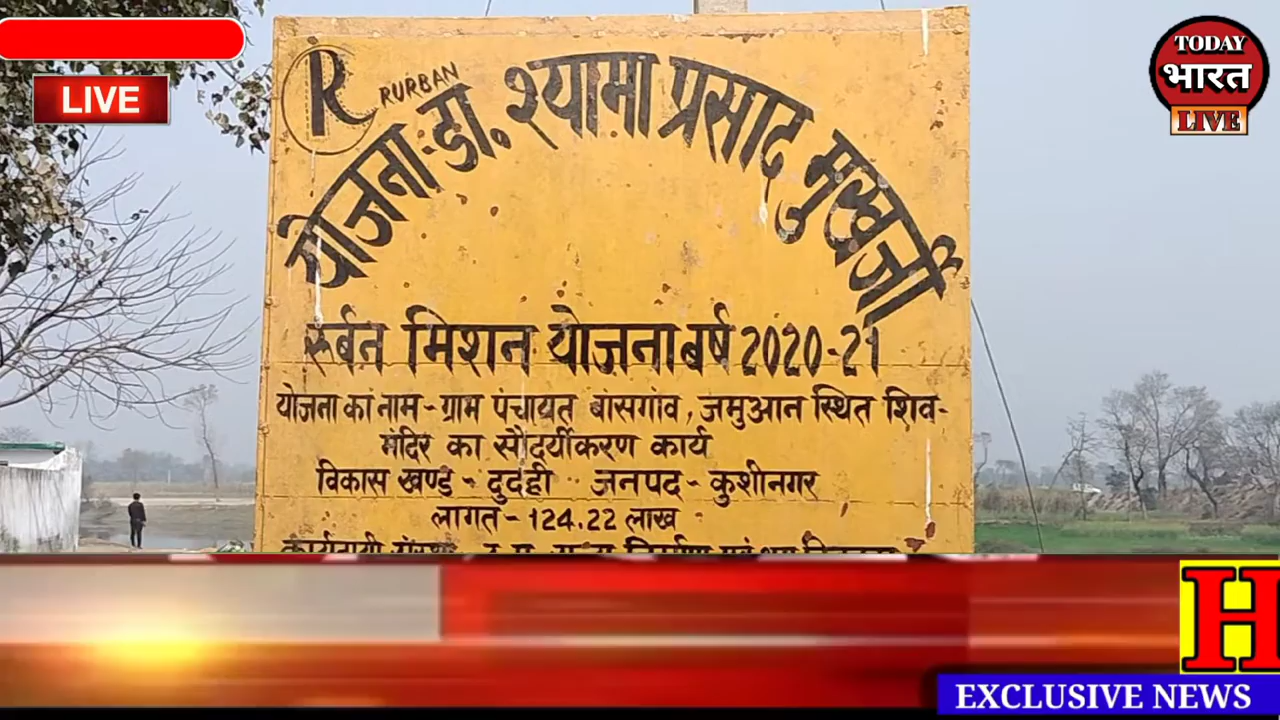 LIVE
TODAY
भारत
LIVE
R RURBAN
योजना डा. श्यामा प्रसाद मुखर्जी
रुर्बन मिशन योजना बर्ष 2020-21
योजना का नाम - ग्राम पंचायत बांसगांव, जमुआन स्थित शिव-
मंदिर का सौंदर्यीकरण कार्य
विकास खण्ड - दुदही जनपद - कुशीनगर
लागत - 124.22 लाख
H
EXCLUSIVE NEWS